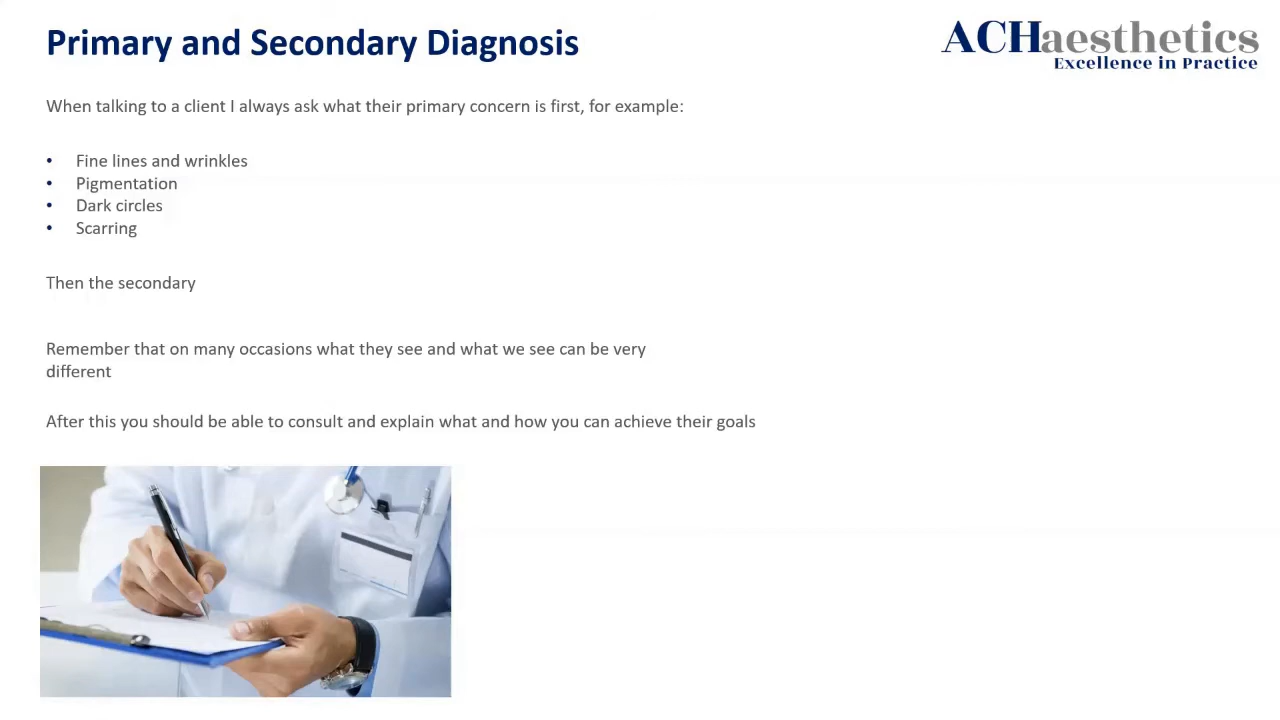 Primary and Secondary Diagnosis
ACHaesthetics
Excellence in Practice
When talking to a client I always ask what their primary concern is first, for example:
• Fine lines and wrinkles
• Pigmentation
• Dark circles
• Scarring
Then the secondary
Remember that on many occasions what they see and what we see can be very
different
After this you should be able to consult and explain what and how you can achieve their goals